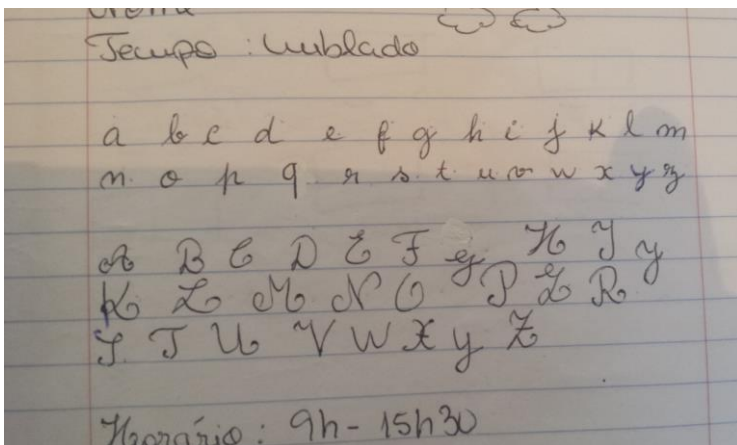 Tempo : nublado
a b c d e f g h i j k l m
n o p q r s t u v w x y z
A B C D E F G H I J
K L M N O P Q R
S T U V W X Y Z
Horário : 9h - 15h30